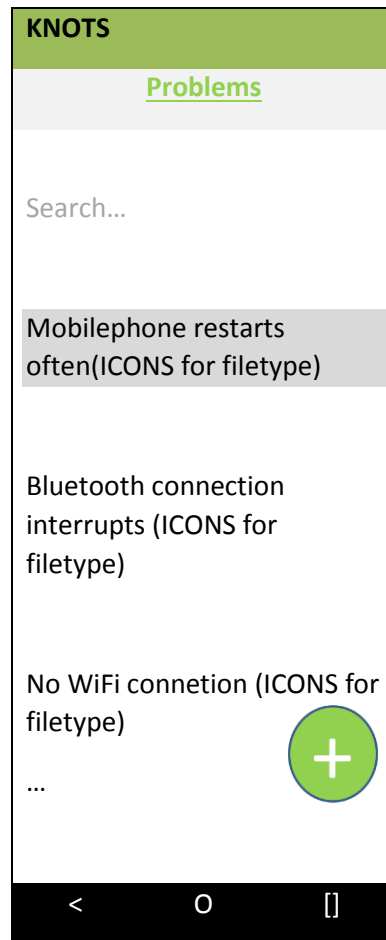 KNOTS
Problems
Search…
Mobilephone restarts
often(ICONS for filetype)
Bluetooth connection
interrupts (ICONS for
filetype)
No WiFi connetion (ICONS for
filetype)
+
…
< O []